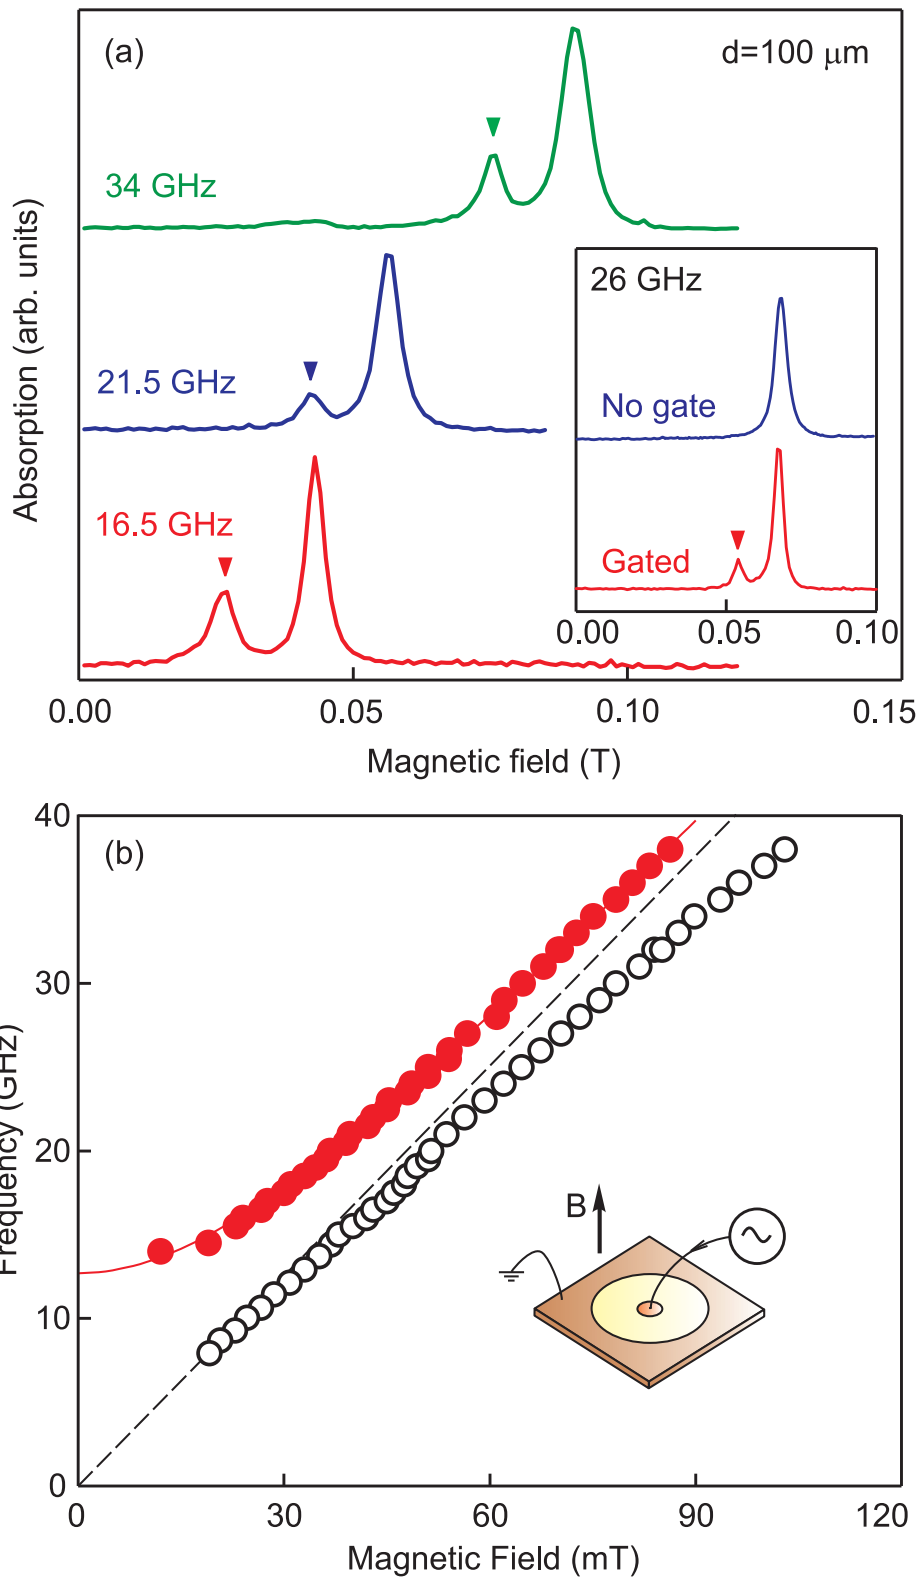 (a)
d=100 μm
34 GHz
21.5 GHz
16.5 GHz
Absorption (arb. units)
26 GHz
No gate
Gated
0.00 0.05 0.10
0.00 0.05 0.10 0.15
Magnetic field (T)
(b)
40
30
20
10
0
Frequency (GHz)
B
0 30 60 90 120
Magnetic Field (mT)